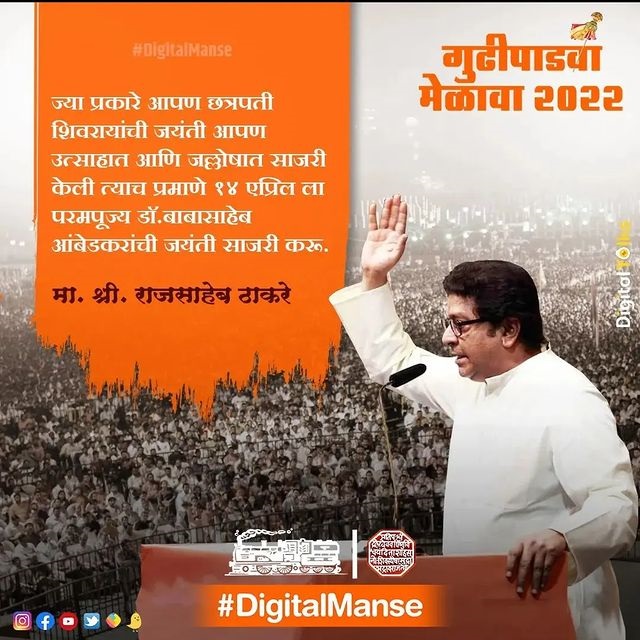 #DigitalManse
गुढीपाडवा
मेळावा २०२२
ज्या प्रकारे आपण छत्रपती
शिवरायांची जयंती आपण
उत्साहात आणि जल्लोषात साजरी
केली त्याच प्रमाणे १४ एप्रिल ला
परमपूज्य डॉ.बाबासाहेब
आंबेडकरांची जयंती साजरी करू.
मा. श्री. राजसाहेब ठाकरे
Digital TOLहे
#DigitalManse